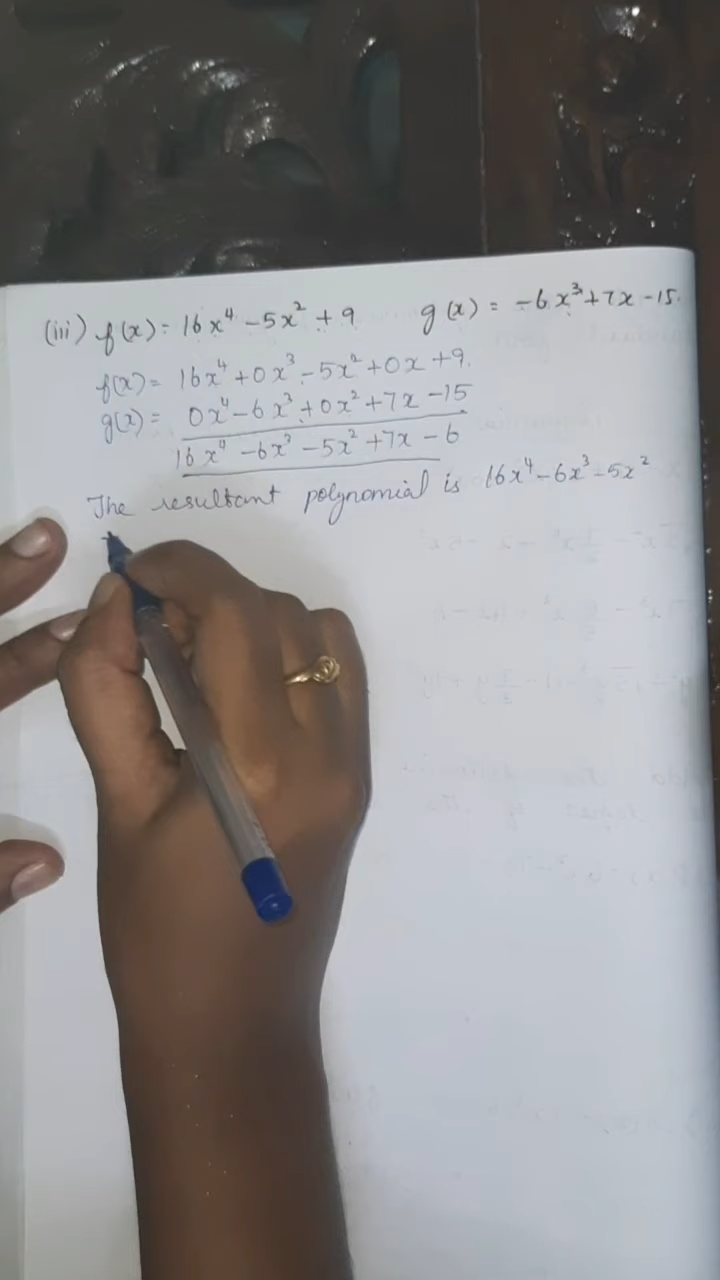 (iii) f(x) = 16x⁴ - 5x² + 9 g(x) = -6x³ + 7x - 15.
f(x) = 16x⁴ + 0x³ - 5x² + 0x + 9.
g(x) = 0x⁴ - 6x³ + 0x² + 7x - 15
16x⁴ - 6x³ - 5x² + 7x - 6
The resultant polynomial is 16x⁴ - 6x³ - 5x²